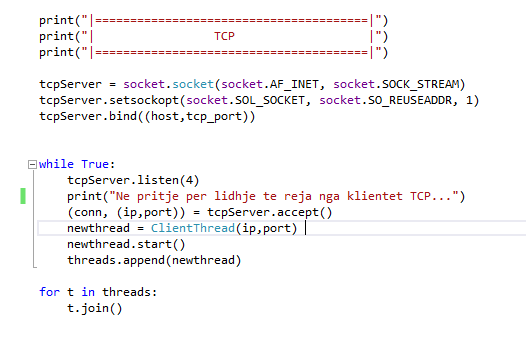 print("|=======================================|")
print("|                 TCP                   |")
print("|=======================================|")
tcpServer = socket.socket(socket.AF_INET, socket.SOCK_STREAM)
tcpServer.setsockopt(socket.SOL_SOCKET, socket.SO_REUSEADDR, 1)
tcpServer.bind((host,tcp_port))
while True:
    tcpServer.listen(4)
    print("Ne pritje per lidhje te reja nga klientet TCP...")
    (conn, (ip,port)) = tcpServer.accept()
    newthread = ClientThread(ip,port)
    newthread.start()
    threads.append(newthread)
for t in threads:
    t.join()